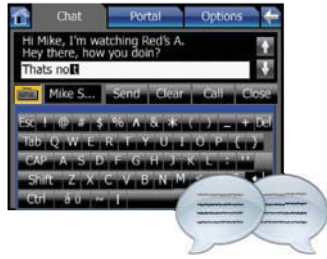 Chat Portal Options
Hi Mike, I'm watching Red's A.
Hey there, how you doin?
Thats not
Mike S... Send Clear Call Close
Esc ! @ # $ % ^ & * ( ) _ + Del
Tab Q W E R T Y U I O P { }
CAP A S D F G H J K L : "
Shift Z X C V B N M
Ctrl á ü ~ |